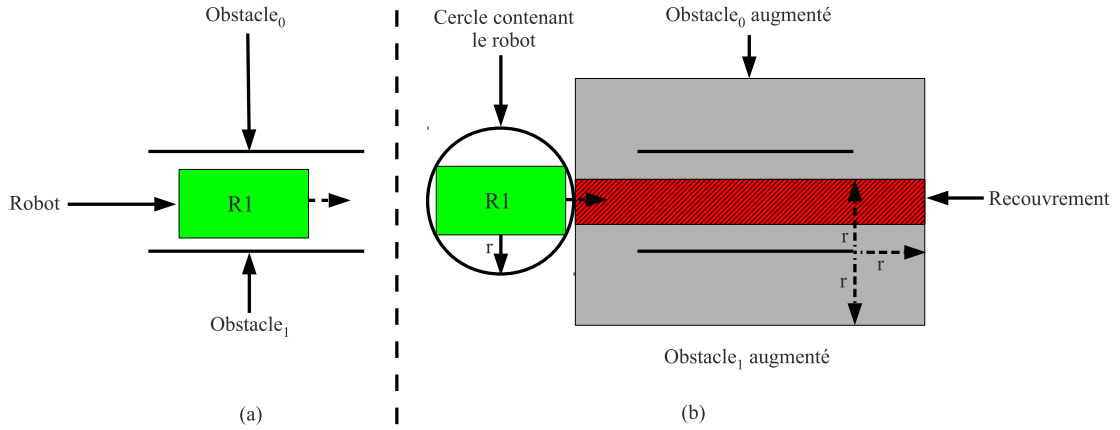 Obstacle₀
Robot
R1
Obstacle₁
(a)
Cercle contenant
le robot
Obstacle₀ augmenté
R1
r
Recouvrement
r
r
r
Obstacle₁ augmenté
(b)